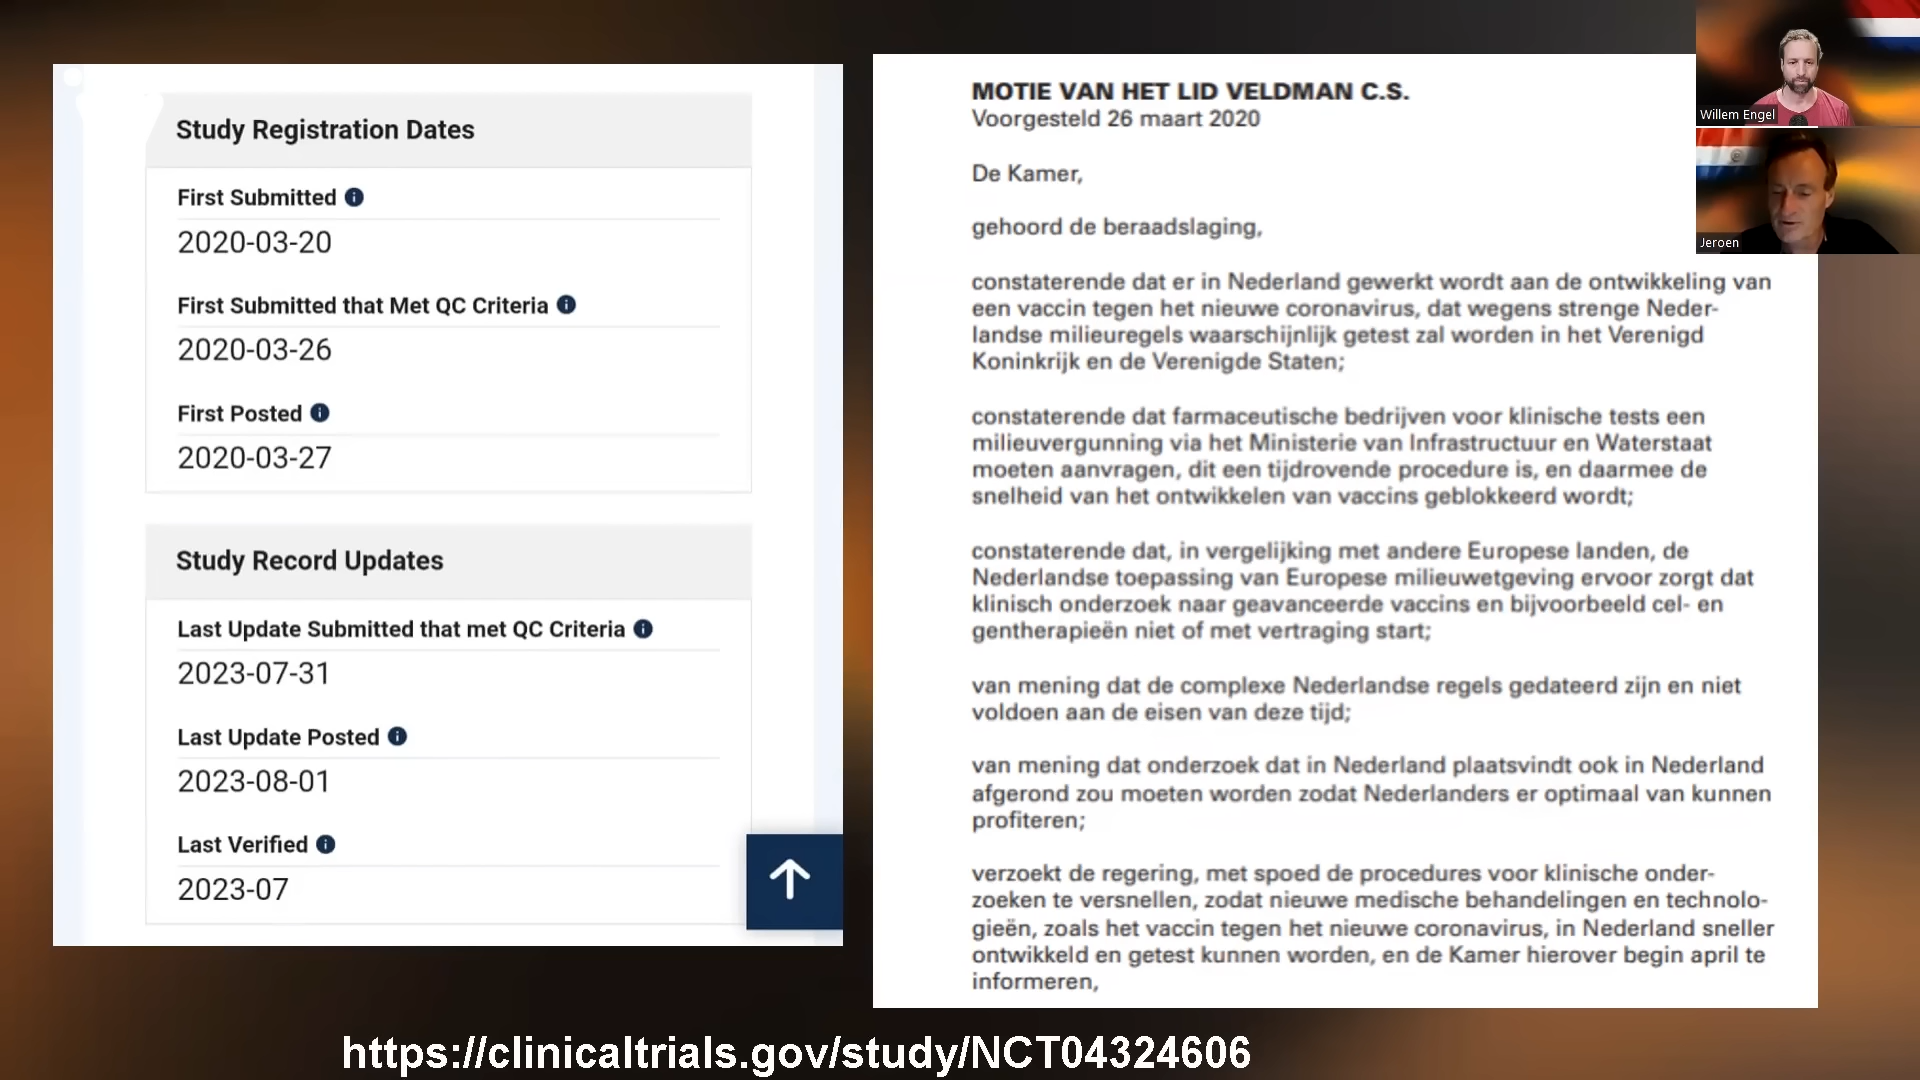 Study Registration Dates
First Submitted
2020-03-20
First Submitted that Met QC Criteria
2020-03-26
First Posted
2020-03-27
Study Record Updates
Last Update Submitted that met QC Criteria
2023-07-31
Last Update Posted
2023-08-01
Last Verified
2023-07
MOTIE VAN HET LID VELDMAN C.S.
Voorgesteld 26 maart 2020
De Kamer,
gehoord de beraadslaging,
constaterende dat er in Nederland gewerkt wordt aan de ontwikkeling van
een vaccin tegen het nieuwe coronavirus, dat wegens strenge Neder-
landse milieuregels waarschijnlijk getest zal worden in het Verenigd
Koninkrijk en de Verenigde Staten;
constaterende dat farmaceutische bedrijven voor klinische tests een
milieuvergunning via het Ministerie van Infrastructuur en Waterstaat
moeten aanvragen, dit een tijdrovende procedure is, en daarmee de
snelheid van het ontwikkelen van vaccins geblokkeerd wordt;
constaterende dat, in vergelijking met andere Europese landen, de
Nederlandse toepassing van Europese milieuwetgeving ervoor zorgt dat
klinisch onderzoek naar geavanceerde vaccins en bijvoorbeeld cel- en
gentherapieën niet of met vertraging start;
van mening dat de complexe Nederlandse regels gedateerd zijn en niet
voldoen aan de eisen van deze tijd;
van mening dat onderzoek dat in Nederland plaatsvindt ook in Nederland
afgerond zou moeten worden zodat Nederlanders er optimaal van kunnen
profiteren;
verzoekt de regering, met spoed de procedures voor klinische onder-
zoeken te versnellen, zodat nieuwe medische behandelingen en technolo-
gieën, zoals het vaccin tegen het nieuwe coronavirus, in Nederland sneller
ontwikkeld en getest kunnen worden, en de Kamer hierover begin april te
informeren,
Willem Engel
Jeroen
https://clinicaltrials.gov/study/NCT04324606